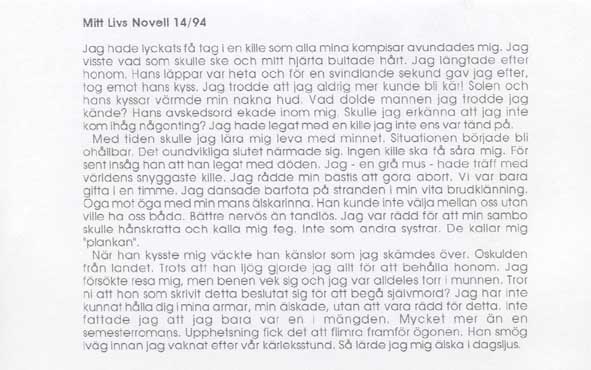 Mitt Livs Novell 14/94
Jag hade lyckats få tag i en kille som alla mina kompisar avundades mig. Jag
visste vad som skulle ske och mitt hjärta bultade hårt. Jag längtade efter
honom. Hans läppar var heta och för en svindlande sekund gav jag efter,
tog emot hans kyss. Jag trodde att jag aldrig mer kunde bli kär! Solen och
hans kyssar värmde min nakna hud. Vad dolde mannen jag trodde jag
kände? Hans avskedsord ekade inom mig. Skulle jag erkänna att jag inte
kom ihåg någonting? Jag hade legat med en kille jag inte ens var tänd på.
Med tiden skulle jag lära mig leva med minnet. Situationen började bli
ohållbar. Det oundvikliga slutet närmade sig. Ingen kille ska få såra mig. För
sent insåg han att han legat med döden. Jag - en grå mus - hade träff med
världens snyggaste kille. Jag rådde min bästis att göra abort. Vi var bara
gifta i en timme. Jag dansade barfota på stranden i min vita brudklänning.
Öga mot öga med min mans älskarinna. Han kunde inte välja mellan oss utan
ville ha oss båda. Bättre nervös än tandlös. Jag var rädd för att min sambo
skulle hånskratta och kalla mig feg. Inte som andra systrar. De kallar mig
"plankan".
När han kysste mig väckte han känslor som jag skämdes över. Oskulden
från landet. Trots att han ljög gjorde jag allt för att behålla honom. Jag
försökte resa mig, men benen vek sig och jag var alldeles torr i munnen. Tror
ni att hon som skrivit detta beslutat sig för att begå självmord? Jag har inte
kunnat hålla dig i mina armar, min älskade, utan att vara rädd för detta. Inte
fattade jag att jag bara var en i mängden. Mycket mer än en
semesterromans. Upphetsning fick det att flimra framför ögonen. Han smög
iväg innan jag vaknat efter vår kärleksstund. Så lärde jag mig älska i dagsljus.